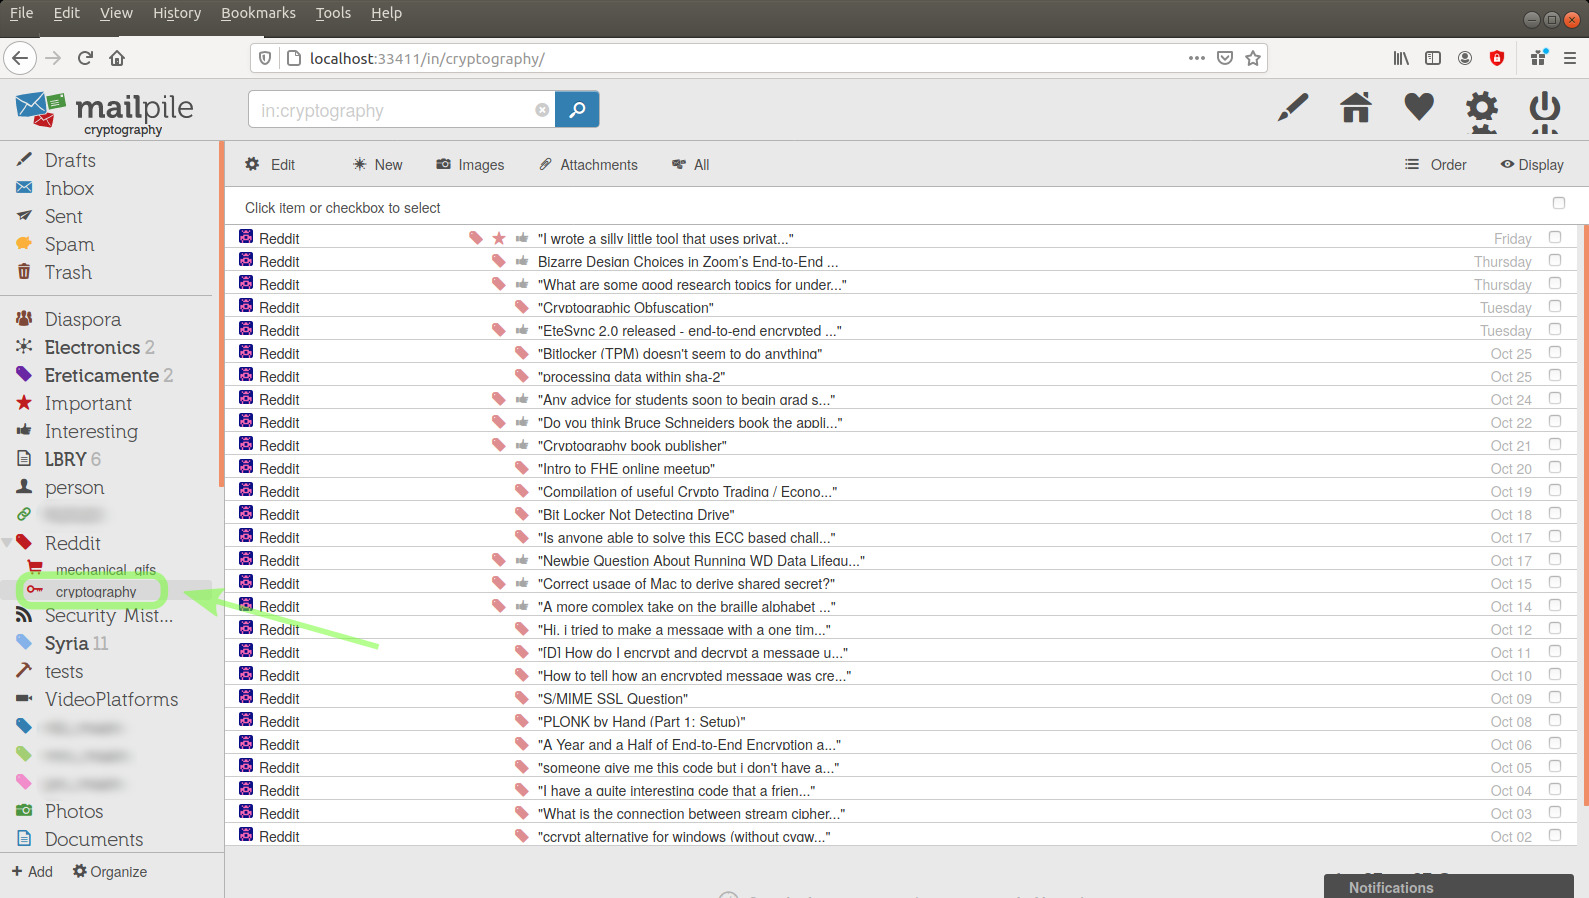 File Edit View History Bookmarks Tools Help
localhost:33411/in/cryptography/
mailpile
cryptography
in:cryptography
Drafts
Inbox
Sent
Spam
Trash
Diaspora
Electronics 2
Ereticamente 2
Important
Interesting
LBRY 6
person
Reddit
mechanical_gifs
cryptography
Security Mist...
Syria 11
tests
VideoPlatforms
Photos
Documents
+ Add Organize
Edit New Images Attachments All Order Display
Click item or checkbox to select
Reddit "I wrote a silly little tool that uses privat..." Friday
Reddit Bizarre Design Choices in Zoom's End-to-End ... Thursday
Reddit "What are some good research topics for under..." Thursday
Reddit "Cryptographic Obfuscation" Tuesday
Reddit "EteSync 2.0 released - end-to-end encrypted ..." Tuesday
Reddit "Bitlocker (TPM) doesn't seem to do anything" Oct 25
Reddit "processing data within sha-2" Oct 25
Reddit "Any advice for students soon to begin grad s..." Oct 24
Reddit "Do you think Bruce Schneiders book the appli..." Oct 22
Reddit "Cryptography book publisher" Oct 21
Reddit "Intro to FHE online meetup" Oct 20
Reddit "Compilation of useful Crypto Trading / Econo..." Oct 19
Reddit "Bit Locker Not Detecting Drive" Oct 18
Reddit "Is anyone able to solve this ECC based chall..." Oct 17
Reddit "Newbie Question About Running WD Data Lifegu..." Oct 17
Reddit "Correct usage of Mac to derive shared secret?" Oct 15
Reddit "A more complex take on the braille alphabet ..." Oct 14
Reddit "Hi, i tried to make a message with a one tim..." Oct 12
Reddit "[D] How do I encrypt and decrypt a message u..." Oct 11
Reddit "How to tell how an encrypted message was cre..." Oct 10
Reddit "S/MIME SSL Question" Oct 09
Reddit "PLONK by Hand (Part 1: Setup)" Oct 08
Reddit "A Year and a Half of End-to-End Encryption a..." Oct 06
Reddit "someone give me this code but i don't have a..." Oct 05
Reddit "I have a quite interesting code that a frien..." Oct 04
Reddit "What is the connection between stream cipher..." Oct 03
Reddit "ccrypt alternative for windows (without cygw..." Oct 02
Notifications